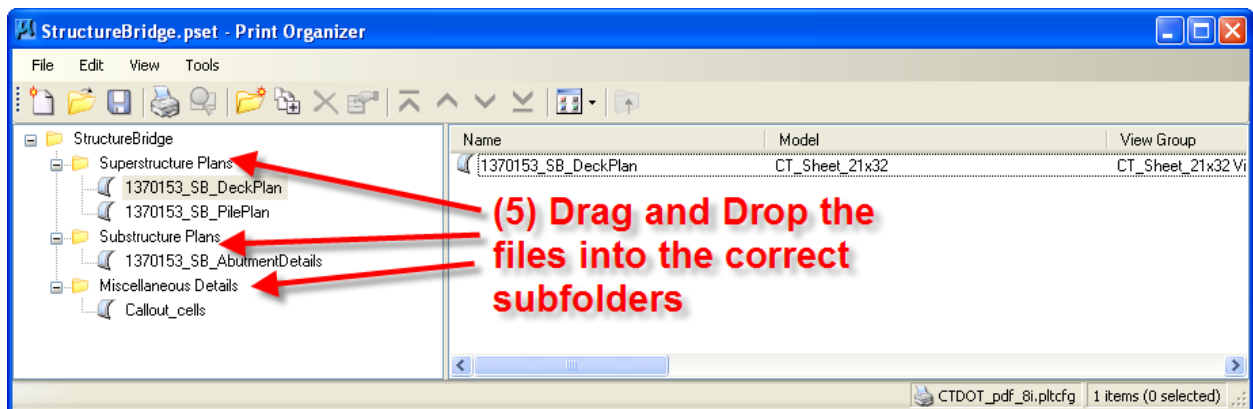 StructureBridge.pset - Print Organizer
File Edit View Tools
StructureBridge
Superstructure Plans
1370153_SB_DeckPlan
1370153_SB_PilePlan
Substructure Plans
1370153_SB_AbutmentDetails
Miscellaneous Details
Callout_cells
Name Model View Group
1370153_SB_DeckPlan CT_Sheet_21x32 CT_Sheet_21x32 Vi
(5) Drag and Drop the
files into the correct
subfolders
CTDOT_pdf_8i.pltcfg 1 items (0 selected)